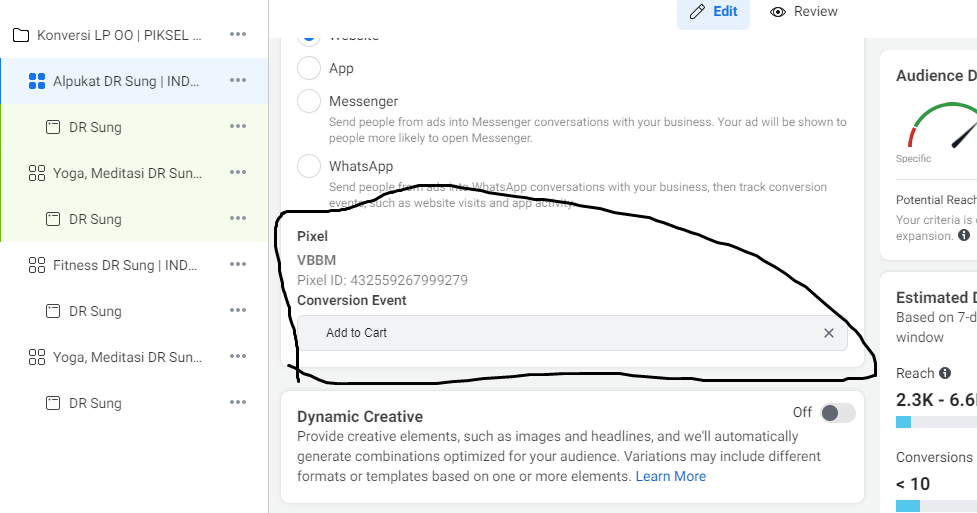 Edit
Review
Konversi LP OO | PIKSEL ...
Alpukat DR Sung | IND...
DR Sung
Yoga, Meditasi DR Sun...
DR Sung
Fitness DR Sung | IND...
DR Sung
Yoga, Meditasi DR Sun...
DR Sung
Website
App
Messenger
Send people from ads into Messenger conversations with your business. Your ad will be shown to
people more likely to open Messenger.
WhatsApp
Send people from ads into WhatsApp conversations with your business, then track conversion
events, such as website visits and app activity.
Pixel
VBBM
Pixel ID: 432559267999279
Conversion Event
Add to Cart
Dynamic Creative
Off
Provide creative elements, such as images and headlines, and we'll automatically
generate combinations optimized for your audience. Variations may include different
formats or templates based on one or more elements. Learn More
Audience D
Specific
Potential Reach
Your criteria is
expansion.
Estimated D
Based on 7-d
window
Reach
2.3K - 6.6
Conversions
< 10